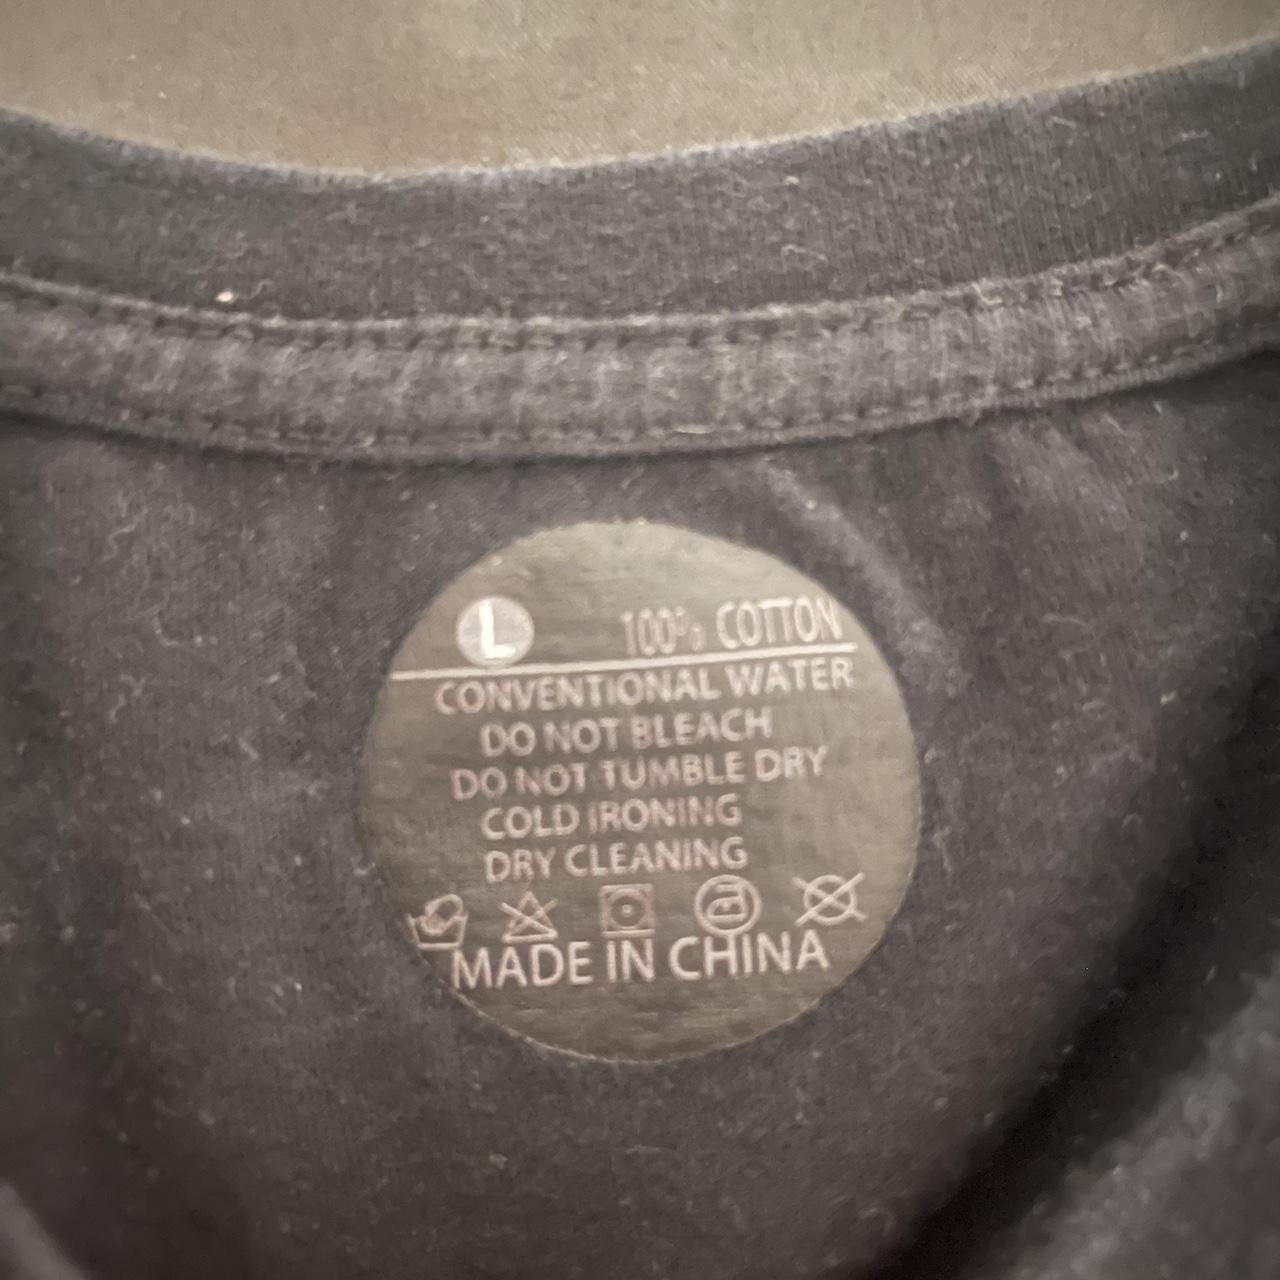 L 100% COTTON
CONVENTIONAL WATER
DO NOT BLEACH
DO NOT TUMBLE DRY
COLD IRONING
DRY CLEANING
MADE IN CHINA